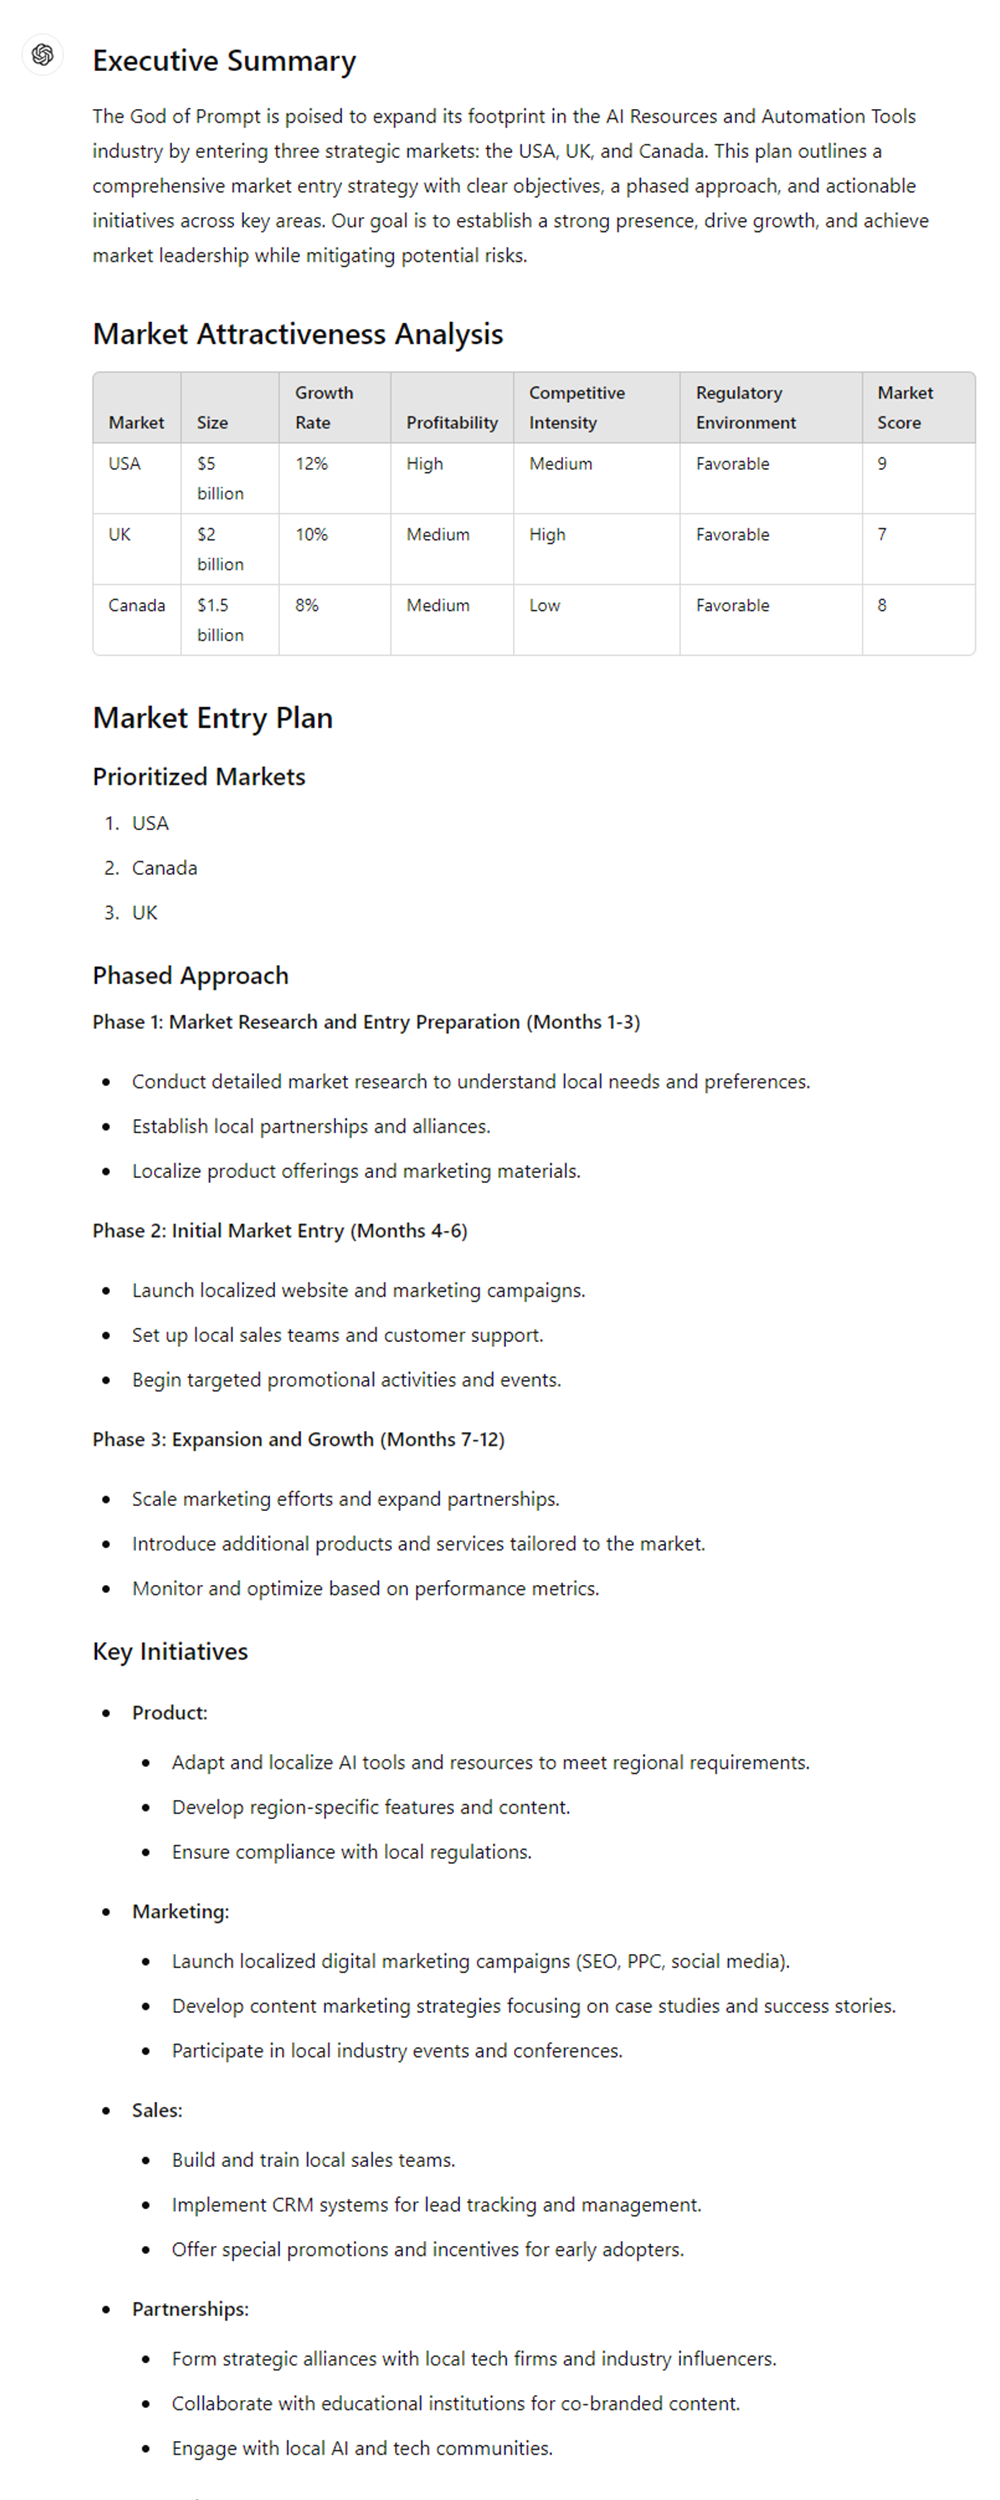 Executive Summary
The God of Prompt is poised to expand its footprint in the AI Resources and Automation Tools
industry by entering three strategic markets: the USA, UK, and Canada. This plan outlines a
comprehensive market entry strategy with clear objectives, a phased approach, and actionable
initiatives across key areas. Our goal is to establish a strong presence, drive growth, and achieve
market leadership while mitigating potential risks.
Market Attractiveness Analysis
Market Size Growth Rate Profitability Competitive Intensity Regulatory Environment Market Score
USA $5 billion 12% High Medium Favorable 9
UK $2 billion 10% Medium High Favorable 7
Canada $1.5 billion 8% Medium Low Favorable 8
Market Entry Plan
Prioritized Markets
1. USA
2. Canada
3. UK
Phased Approach
Phase 1: Market Research and Entry Preparation (Months 1-3)
• Conduct detailed market research to understand local needs and preferences.
• Establish local partnerships and alliances.
• Localize product offerings and marketing materials.
Phase 2: Initial Market Entry (Months 4-6)
• Launch localized website and marketing campaigns.
• Set up local sales teams and customer support.
• Begin targeted promotional activities and events.
Phase 3: Expansion and Growth (Months 7-12)
• Scale marketing efforts and expand partnerships.
• Introduce additional products and services tailored to the market.
• Monitor and optimize based on performance metrics.
Key Initiatives
• Product:
• Adapt and localize AI tools and resources to meet regional requirements.
• Develop region-specific features and content.
• Ensure compliance with local regulations.
• Marketing:
• Launch localized digital marketing campaigns (SEO, PPC, social media).
• Develop content marketing strategies focusing on case studies and success stories.
• Participate in local industry events and conferences.
• Sales:
• Build and train local sales teams.
• Implement CRM systems for lead tracking and management.
• Offer special promotions and incentives for early adopters.
• Partnerships:
• Form strategic alliances with local tech firms and industry influencers.
• Collaborate with educational institutions for co-branded content.
• Engage with local AI and tech communities.